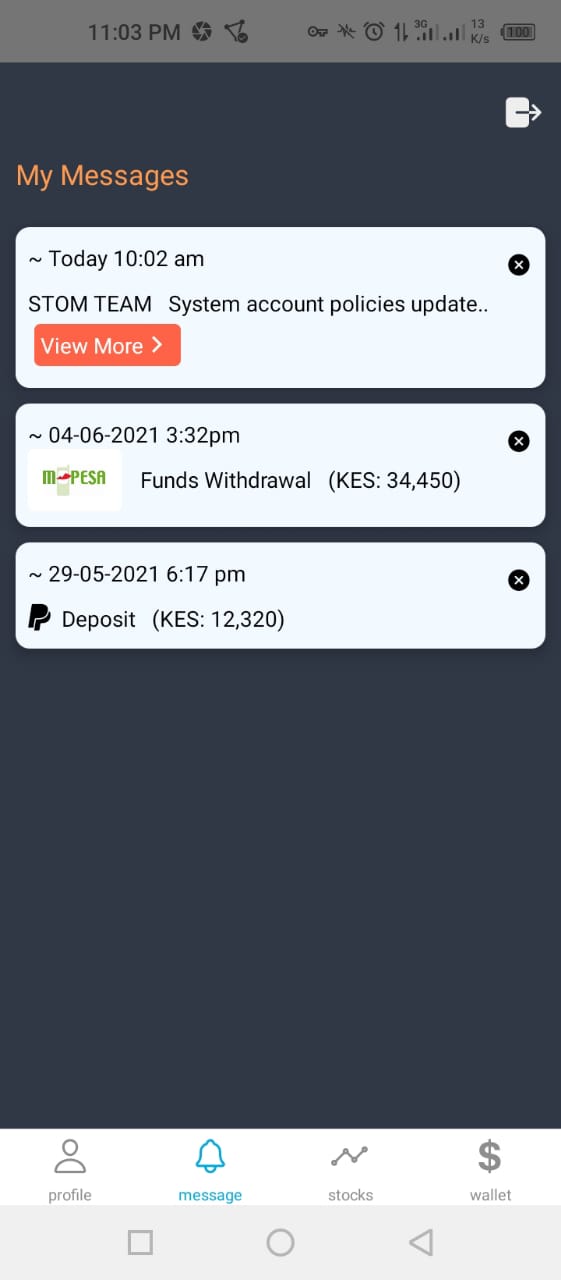 11:03 PM 3G 13 K/s 100
My Messages
~ Today 10:02 am
STOM TEAM System account policies update..
View More
~ 04-06-2021 3:32pm
M-PESA Funds Withdrawal (KES: 34,450)
~ 29-05-2021 6:17 pm
Deposit (KES: 12,320)
profile message stocks wallet